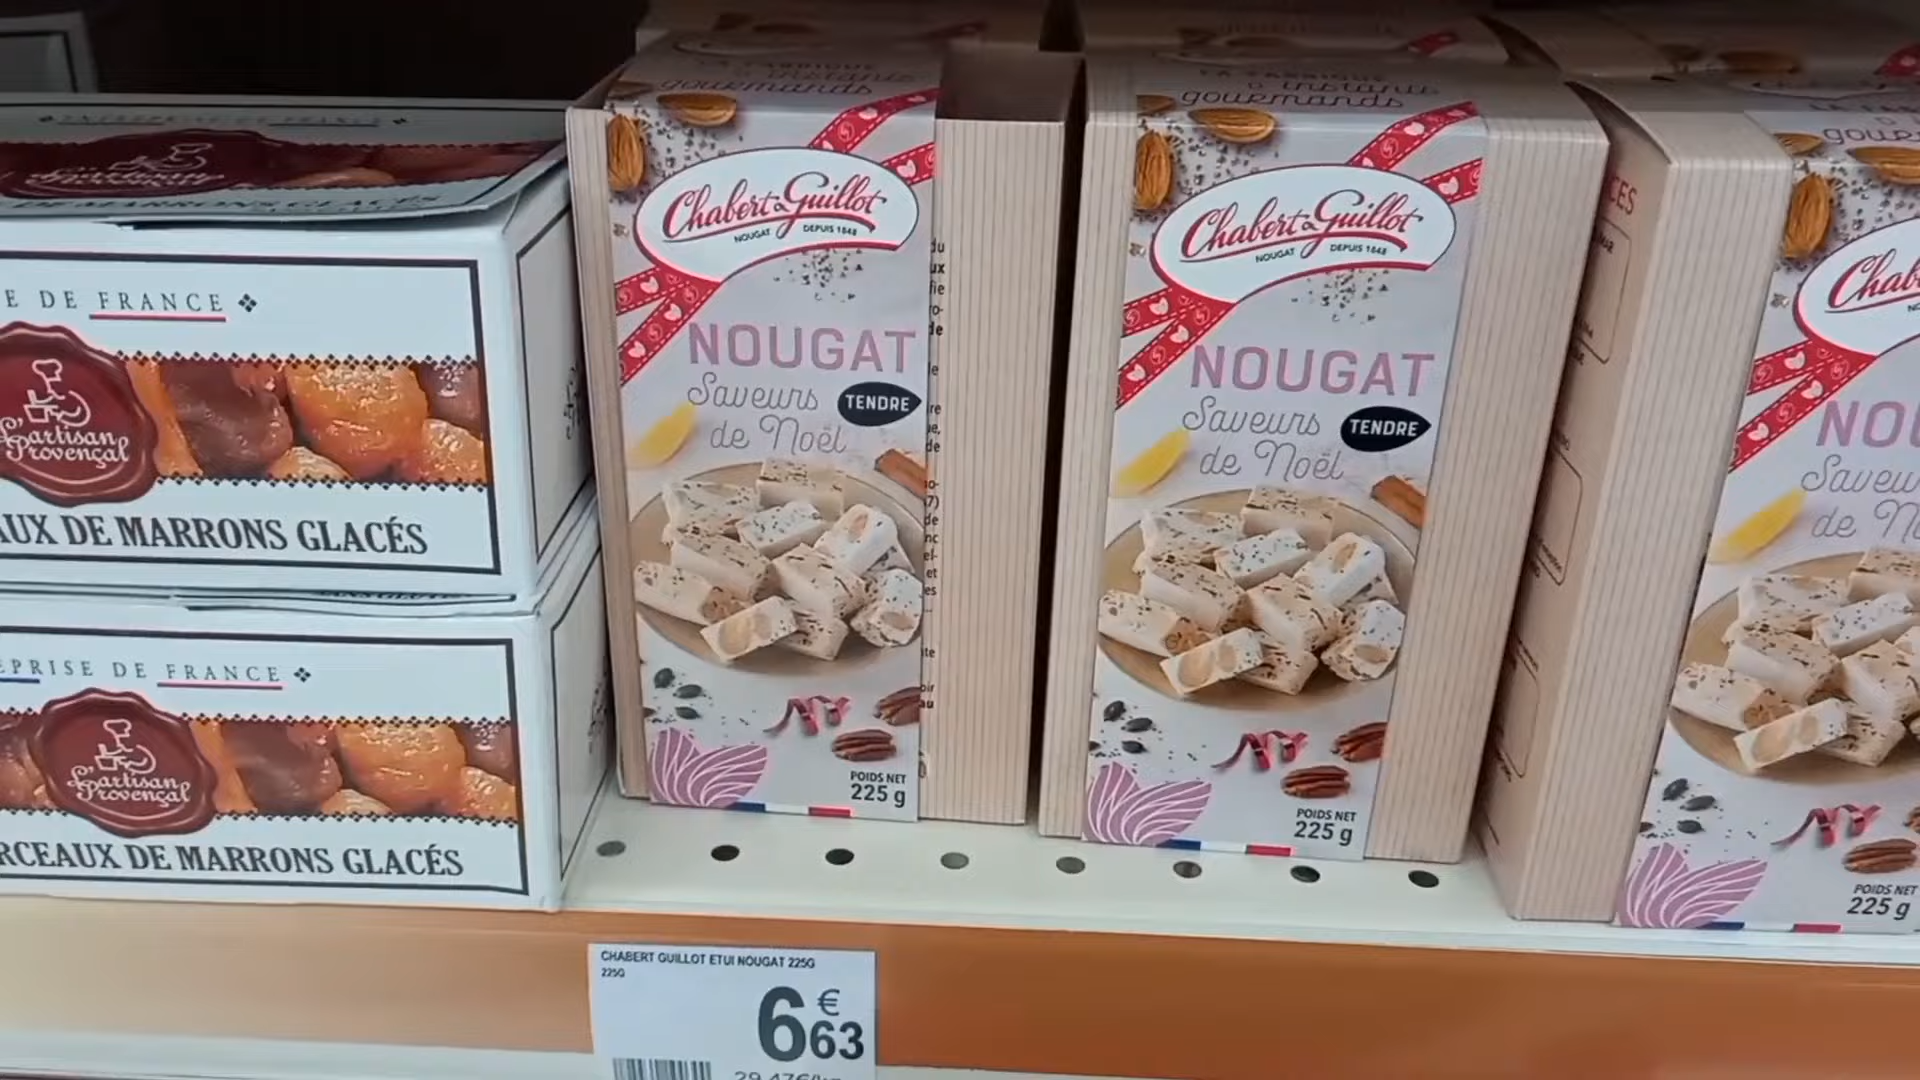 E DE FRANCE
L'artisan
Provençal
AUX DE MARRONS GLACÉS
EPRISE DE FRANCE
L'artisan
Provençal
RCEAUX DE MARRONS GLACÉS
gourmands
Chabert & Guillot
NOUGAT DEPUIS 1848
NOUGAT
Saveurs
de Noël
TENDRE
POIDS NET
225 g
gourmands
Chabert & Guillot
NOUGAT DEPUIS 1848
NOUGAT
Saveurs
de Noël
TENDRE
POIDS NET
225 g
Chab
NOU
Saveu
de N
POIDS NET
225 g
CHABERT GUILLOT ETUI NOUGAT 225G
225G
6€63